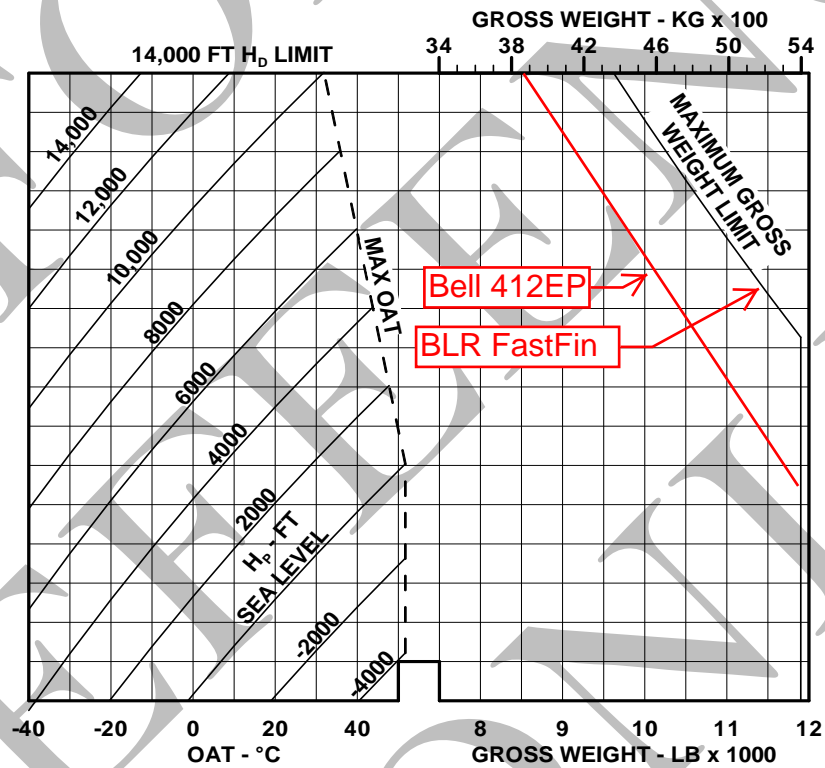 GROSS WEIGHT - KG x 100
14,000 FT H_D LIMIT
34 38 42 46 50 54
14,000
12,000
10,000
8000
6000
4000
2000
H_P - FT
SEA LEVEL
-2000
-4000
MAX OAT
MAXIMUM GROSS
WEIGHT LIMIT
Bell 412EP
BLR FastFin
-40 -20 0 20 40
8 9 10 11 12
OAT - °C
GROSS WEIGHT - LB x 1000